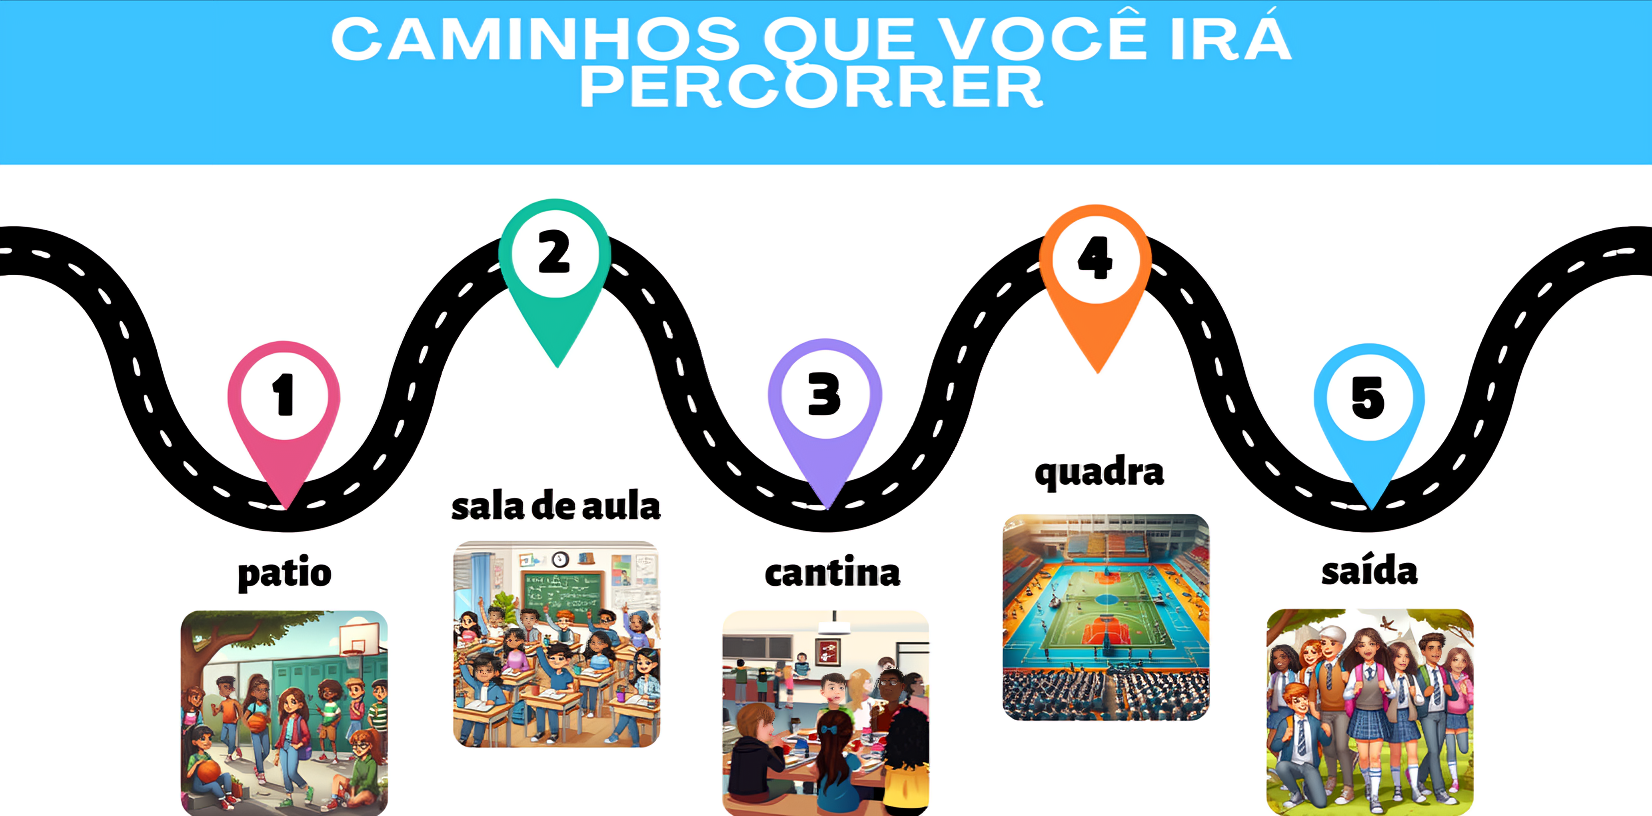 CAMINHOS QUE VOCÊ IRÁ
PERCORRER
1
patio
2
sala de aula
3
cantina
4
quadra
5
saída